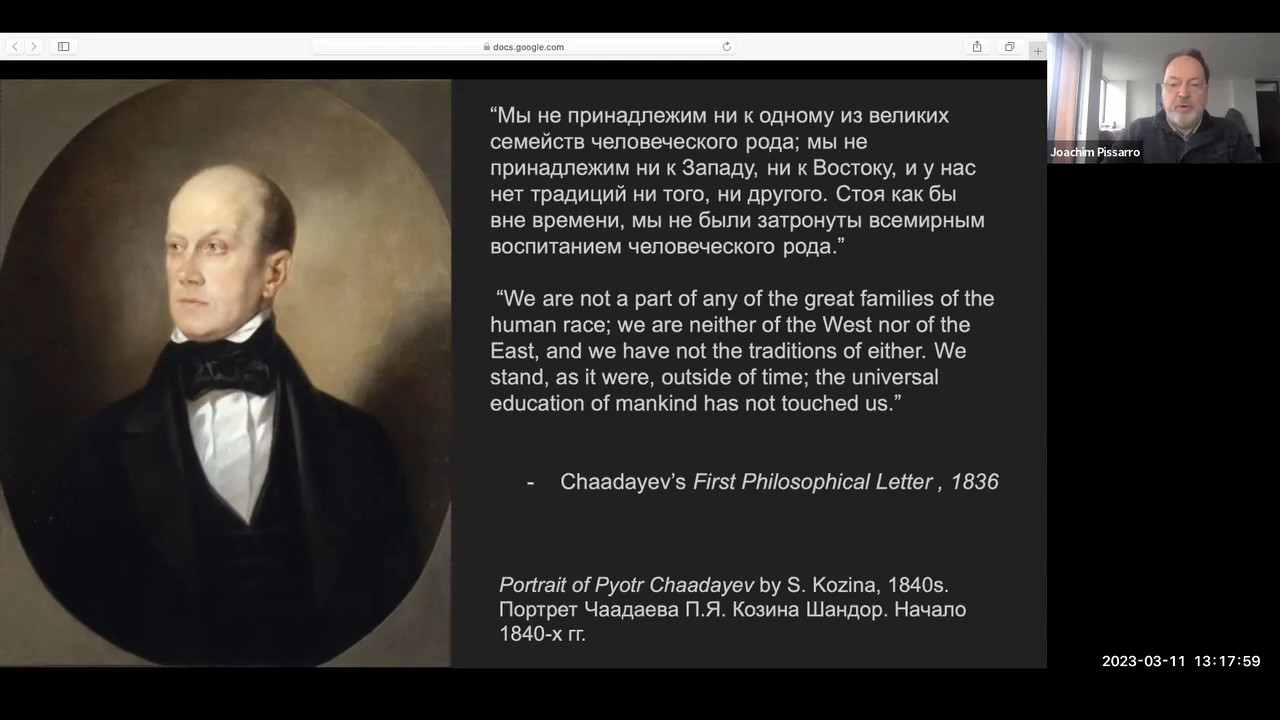 docs.google.com
“Мы не принадлежим ни к одному из великих
семейств человеческого рода; мы не
принадлежим ни к Западу, ни к Востоку, и у нас
нет традиций ни того, ни другого. Стоя как бы
вне времени, мы не были затронуты всемирным
воспитанием человеческого рода.”
“We are not a part of any of the great families of the
human race; we are neither of the West nor of the
East, and we have not the traditions of either. We
stand, as it were, outside of time; the universal
education of mankind has not touched us.”
- Chaadayev’s First Philosophical Letter , 1836
Portrait of Pyotr Chaadayev by S. Kozina, 1840s.
Портрет Чаадаева П.Я. Козина Шандор. Начало
1840-х гг.
Joachim Pissarro
2023-03-11 13:17:59